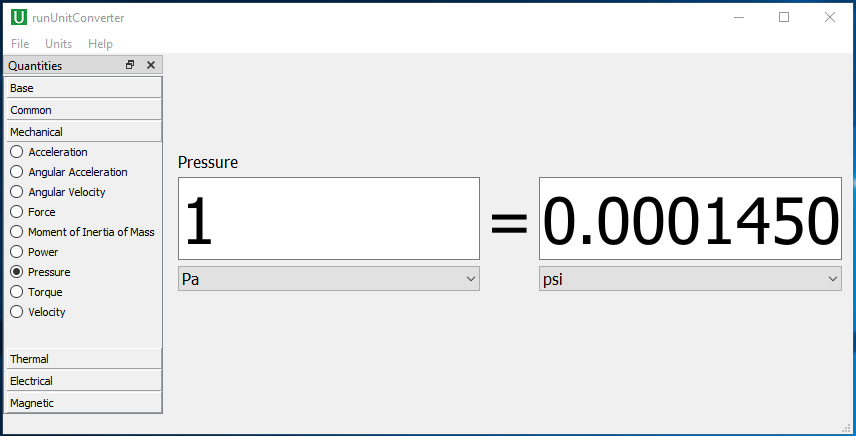 U runUnitConverter
File Units Help
Quantities
Base
Common
Mechanical
Acceleration
Angular Acceleration
Angular Velocity
Force
Moment of Inertia of Mass
Power
Pressure
Torque
Velocity
Thermal
Electrical
Magnetic
Pressure
1 = 0.0001450
Pa psi